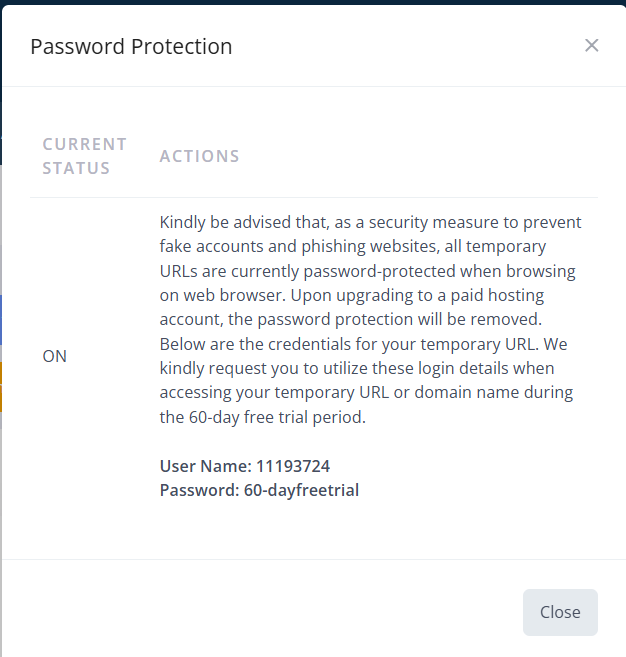 Password Protection
CURRENT
STATUS
ACTIONS
ON
Kindly be advised that, as a security measure to prevent
fake accounts and phishing websites, all temporary
URLs are currently password-protected when browsing
on web browser. Upon upgrading to a paid hosting
account, the password protection will be removed.
Below are the credentials for your temporary URL. We
kindly request you to utilize these login details when
accessing your temporary URL or domain name during
the 60-day free trial period.
User Name: 11193724
Password: 60-dayfreetrial
Close